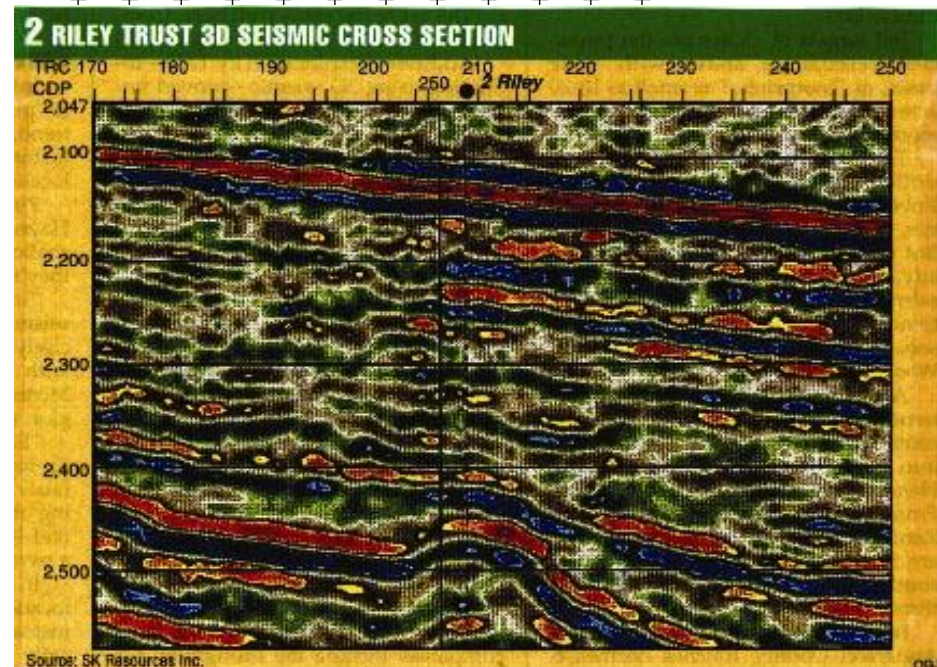 2 RILEY TRUST 3D SEISMIC CROSS SECTION
TRC 170 180 190 200 210 220 230 240 250
CDP 250 2 Riley
2,047
2,100
2,200
2,300
2,400
2,500
Source: SK Resources Inc.